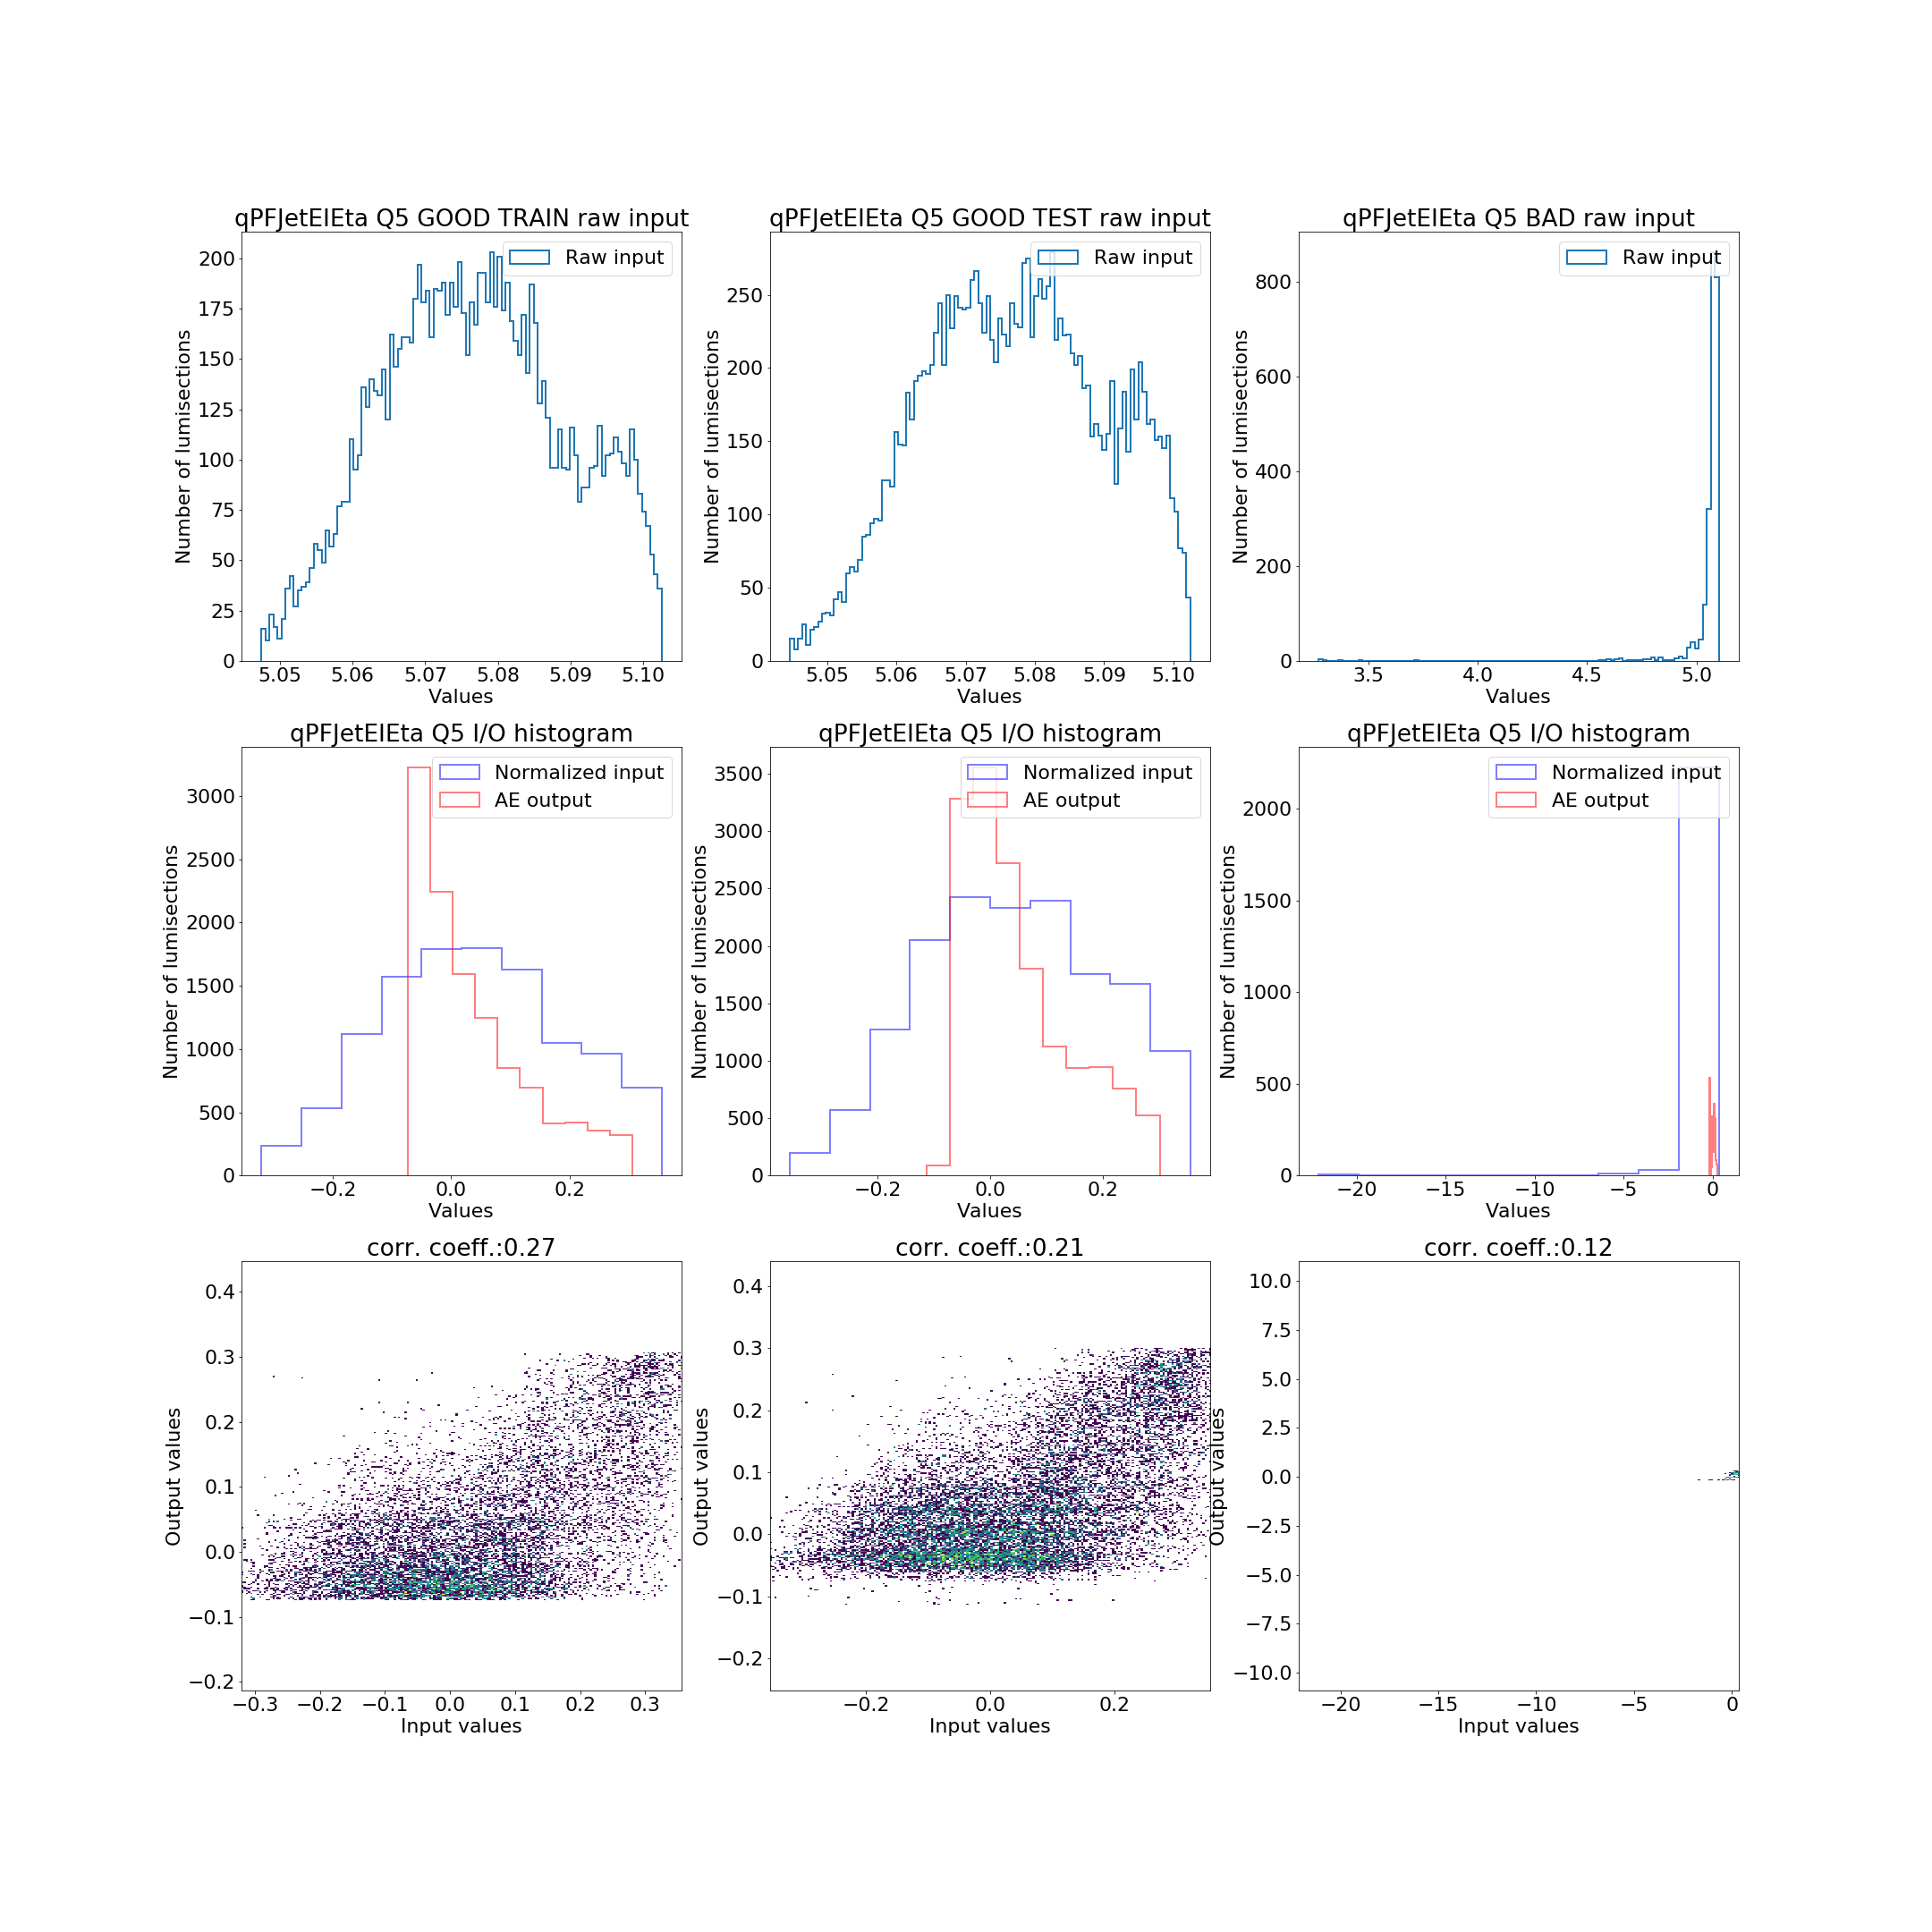 qPFJetEIEta Q5 GOOD TRAIN raw input
Raw input
200
175
150
125
100
75
50
25
0
5.05 5.06 5.07 5.08 5.09 5.10
Values
Number of lumisections
qPFJetEIEta Q5 GOOD TEST raw input
Raw input
250
200
150
100
50
0
5.05 5.06 5.07 5.08 5.09 5.10
Values
Number of lumisections
qPFJetEIEta Q5 BAD raw input
Raw input
800
600
400
200
0
3.5 4.0 4.5 5.0
Values
Number of lumisections
qPFJetEIEta Q5 I/O histogram
Normalized input
AE output
3000
2500
2000
1500
1000
500
0
−0.2 0.0 0.2
Values
Number of lumisections
qPFJetEIEta Q5 I/O histogram
Normalized input
AE output
3500
3000
2500
2000
1500
1000
500
0
−0.2 0.0 0.2
Values
Number of lumisections
qPFJetEIEta Q5 I/O histogram
Normalized input
AE output
2000
1500
1000
500
0
−20 −15 −10 −5 0
Values
Number of lumisections
corr. coeff.:0.27
0.4
0.3
0.2
0.1
0.0
−0.1
−0.2
−0.3 −0.2 −0.1 0.0 0.1 0.2 0.3
Input values
Output values
corr. coeff.:0.21
0.4
0.3
0.2
0.1
0.0
−0.1
−0.2
−0.2 0.0 0.2
Input values
Output values
corr. coeff.:0.12
10.0
7.5
5.0
2.5
0.0
−2.5
−5.0
−7.5
−10.0
−20 −15 −10 −5 0
Input values
Output values